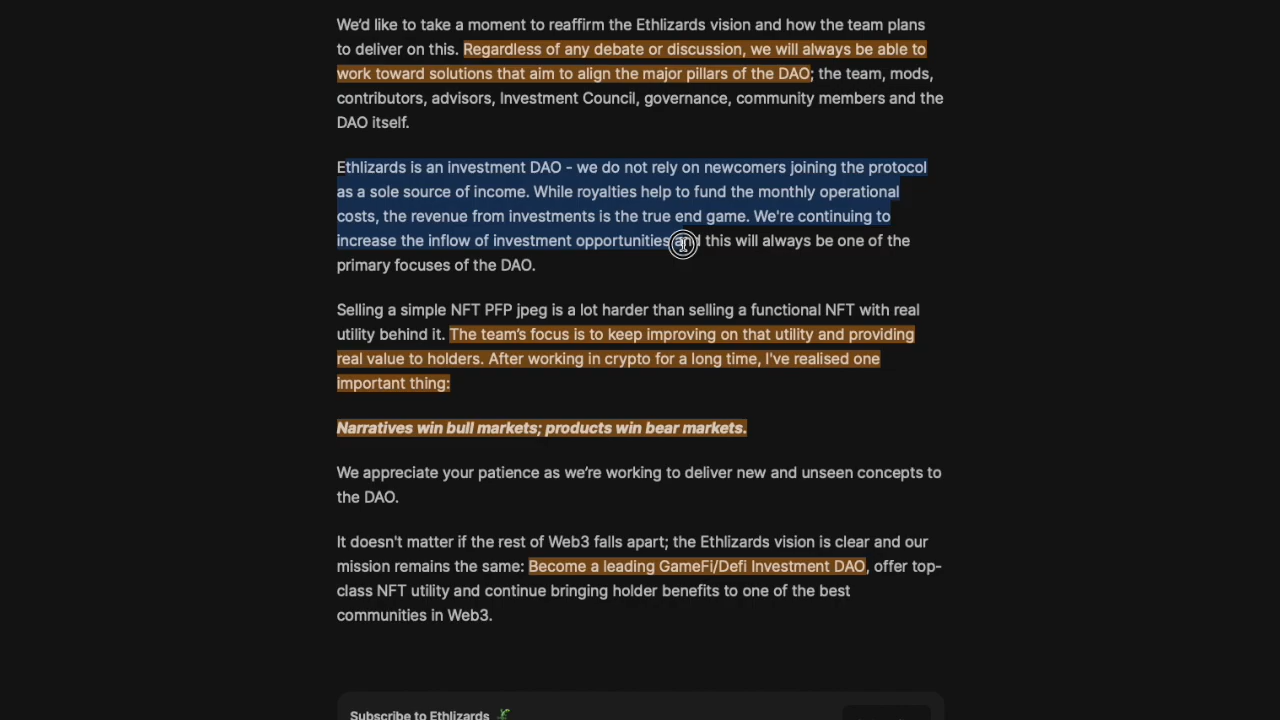 We'd like to take a moment to reaffirm the Ethlizards vision and how the team plans
to deliver on this. Regardless of any debate or discussion, we will always be able to
work toward solutions that aim to align the major pillars of the DAO; the team, mods,
contributors, advisors, Investment Council, governance, community members and the
DAO itself.
Ethlizards is an investment DAO - we do not rely on newcomers joining the protocol
as a sole source of income. While royalties help to fund the monthly operational
costs, the revenue from investments is the true end game. We're continuing to
increase the inflow of investment opportunities and this will always be one of the
primary focuses of the DAO.
Selling a simple NFT PFP jpeg is a lot harder than selling a functional NFT with real
utility behind it. The team's focus is to keep improving on that utility and providing
real value to holders. After working in crypto for a long time, I've realised one
important thing:
Narratives win bull markets; products win bear markets.
We appreciate your patience as we're working to deliver new and unseen concepts to
the DAO.
It doesn't matter if the rest of Web3 falls apart; the Ethlizards vision is clear and our
mission remains the same: Become a leading GameFi/Defi Investment DAO, offer top-
class NFT utility and continue bringing holder benefits to one of the best
communities in Web3.
Subscribe to Ethlizards